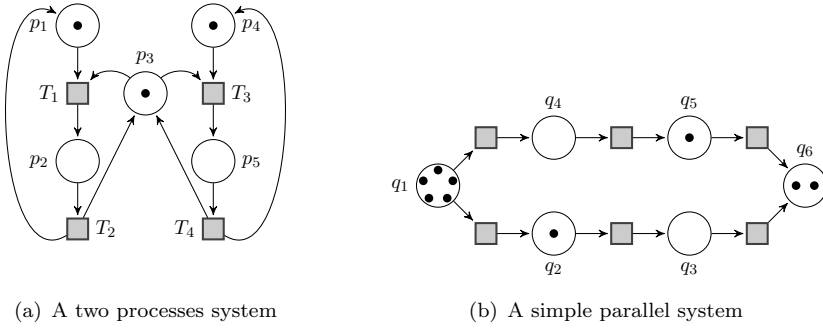 p1
p4
p3
T1
T3
p2
p5
T2
T4
q4
q5
q6
q1
q2
q3
(a) A two processes system
(b) A simple parallel system